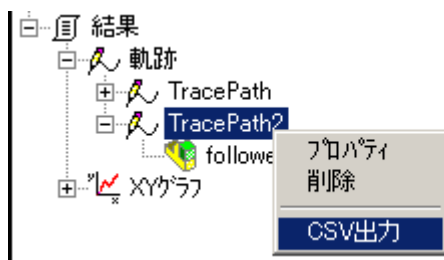 結果
軌跡
TracePath
TracePath2
followe
プロパティ
削除
XYグラフ
CSV出力